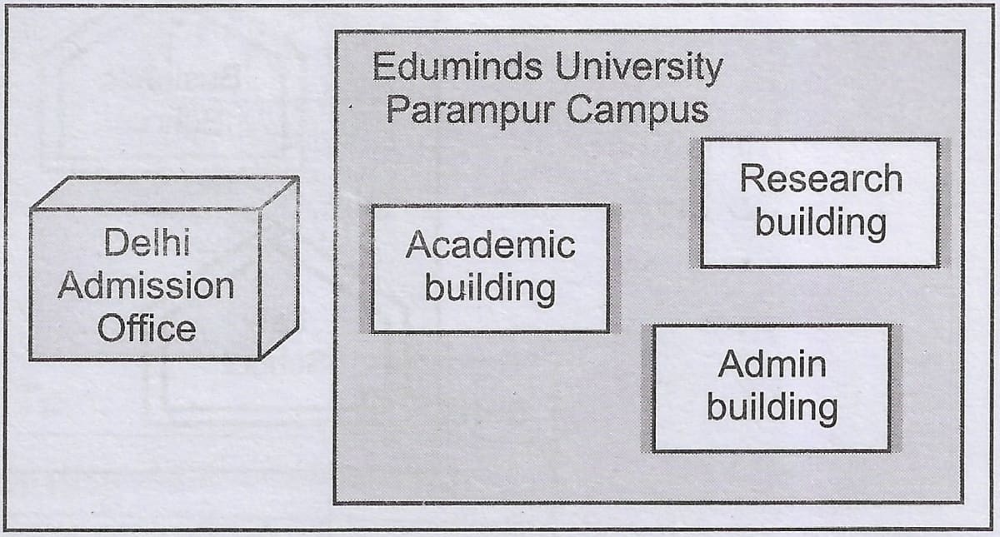 Eduminds University
Parampur Campus
Research
building
Academic
building
Delhi
Admission
Office
Admin
building